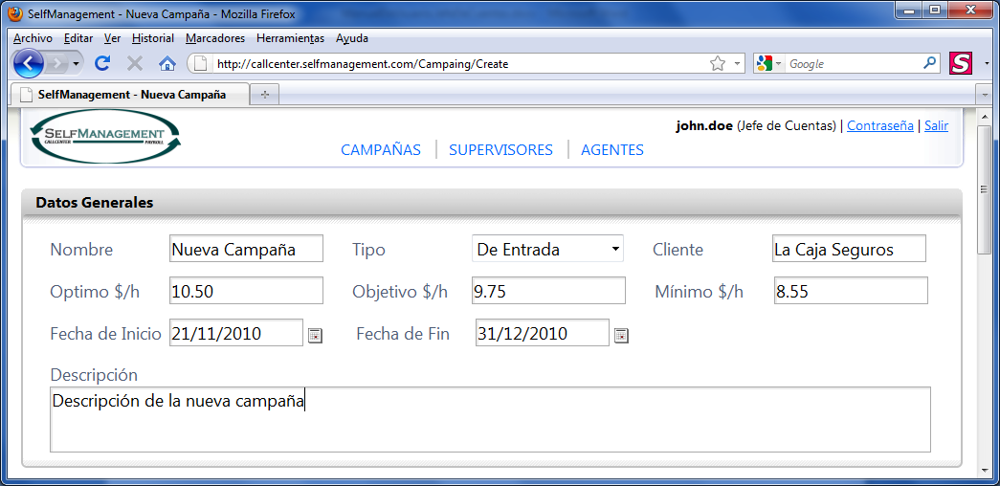 SelfManagement - Nueva Campaña - Mozilla Firefox
Archivo Editar Ver Historial Marcadores Herramientas Ayuda
http://callcenter.selfmanagement.com/Campaing/Create
Google
S
SelfManagement - Nueva Campaña
SELFMANAGEMENT
CALLCENTER PAYROLL
john.doe (Jefe de Cuentas) | Contraseña | Salir
CAMPAÑAS | SUPERVISORES | AGENTES
Datos Generales
Nombre Nueva Campaña Tipo De Entrada Cliente La Caja Seguros
Optimo $/h 10.50 Objetivo $/h 9.75 Mínimo $/h 8.55
Fecha de Inicio 21/11/2010 Fecha de Fin 31/12/2010
Descripción
Descripción de la nueva campaña